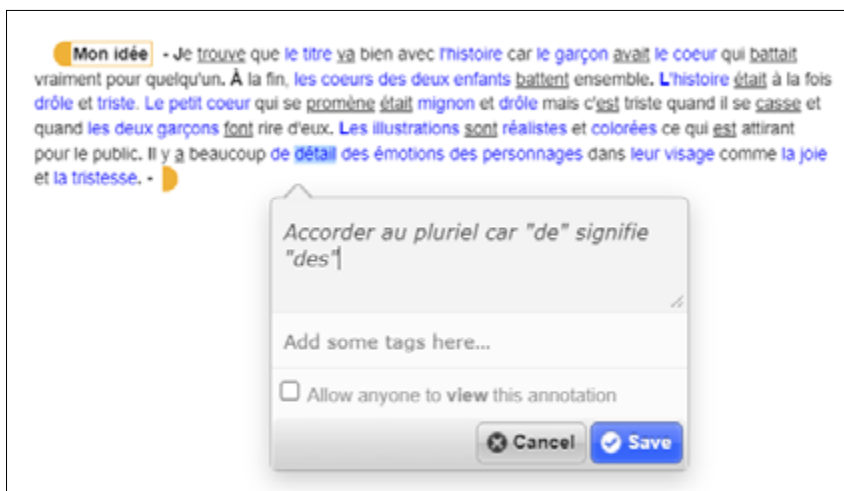 Mon idée - Je trouve que le titre va bien avec l'histoire car le garçon avait le coeur qui battait
vraiment pour quelqu'un. À la fin, les coeurs des deux enfants battent ensemble. L'histoire était à la fois
drôle et triste. Le petit coeur qui se promène était mignon et drôle mais c'est triste quand il se casse et
quand les deux garçons font rire d'eux. Les illustrations sont réalistes et colorées ce qui est attirant
pour le public. Il y a beaucoup de détail des émotions des personnages dans leur visage comme la joie
et la tristesse. -
Accorder au pluriel car "de" signifie
"des"
Add some tags here...
Allow anyone to view this annotation
Cancel Save